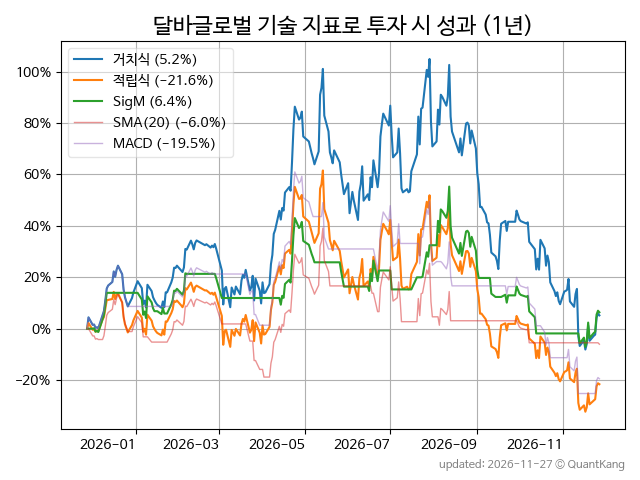 달바글로벌 기술 지표로 투자 시 성과 (1년)
거치식 (5.2%)
적립식 (−21.6%)
SigM (6.4%)
SMA(20) (−6.0%)
MACD (−19.5%)
100%
80%
60%
40%
20%
0%
−20%
2026-01 2026-03 2026-05 2026-07 2026-09 2026-11
updated: 2026-11-27 © QuantKang